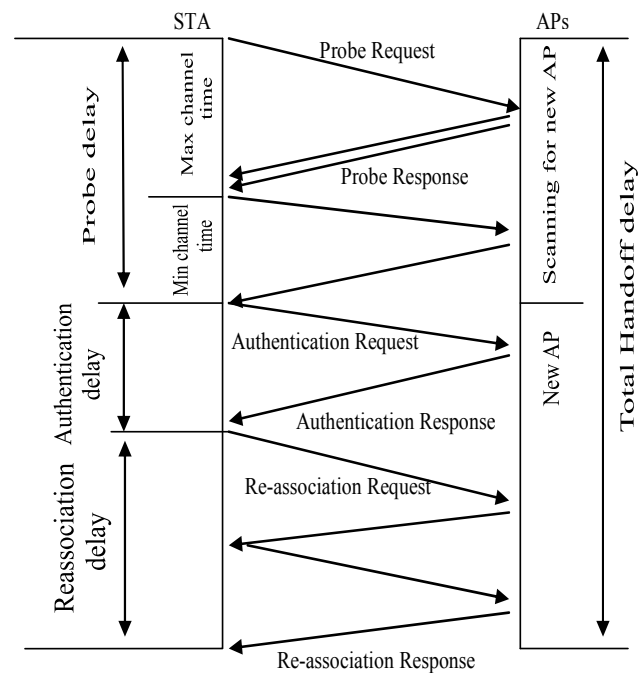 STA
APs
Probe Request
Max channel
time
Probe delay
Scanning for new AP
Probe Response
Min channel
time
Total Handoff delay
Authentication Request
Authentication
delay
New AP
Authentication Response
Re-association Request
Reassociation
delay
Re-association Response